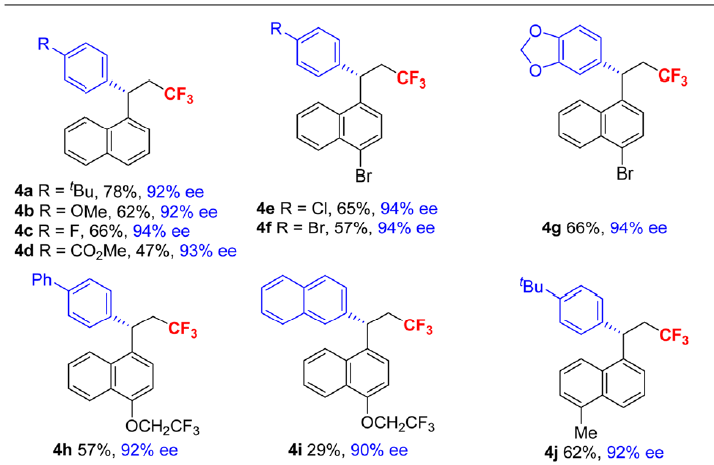 R
CF₃
4a R = ᵗBu, 78%, 92% ee
4b R = OMe, 62%, 92% ee
4c R = F, 66%, 94% ee
4d R = CO₂Me, 47%, 93% ee
R
CF₃
Br
4e R = Cl, 65%, 94% ee
4f R = Br, 57%, 94% ee
O
O
CF₃
Br
4g 66%, 94% ee
Ph
CF₃
OCH₂CF₃
4h 57%, 92% ee
CF₃
OCH₂CF₃
4i 29%, 90% ee
ᵗBu
CF₃
Me
4j 62%, 92% ee